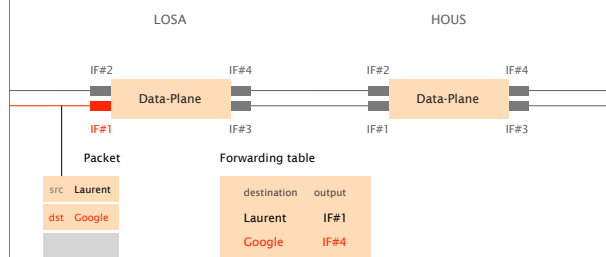 LOSA HOUS
IF#2 IF#4 IF#2 IF#4
Data-Plane Data-Plane
IF#1 IF#3 IF#1 IF#3
Packet Forwarding table
src Laurent
dst Google
destination output
Laurent IF#1
Google IF#4